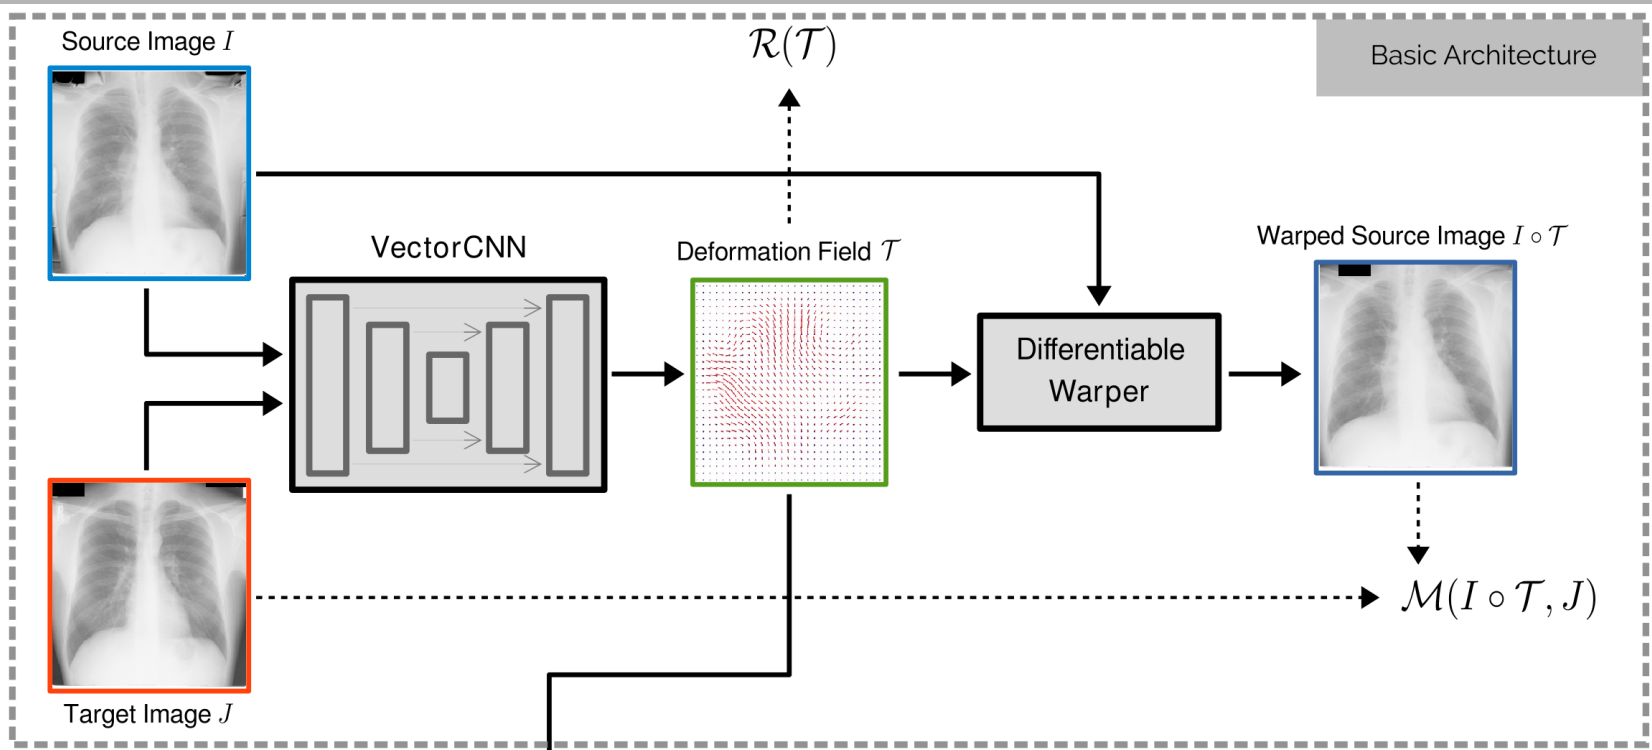 Source Image I
R(T)
Basic Architecture
VectorCNN
Deformation Field T
Warped Source Image I ∘ T
Differentiable
Warper
M(I ∘ T, J)
Target Image J